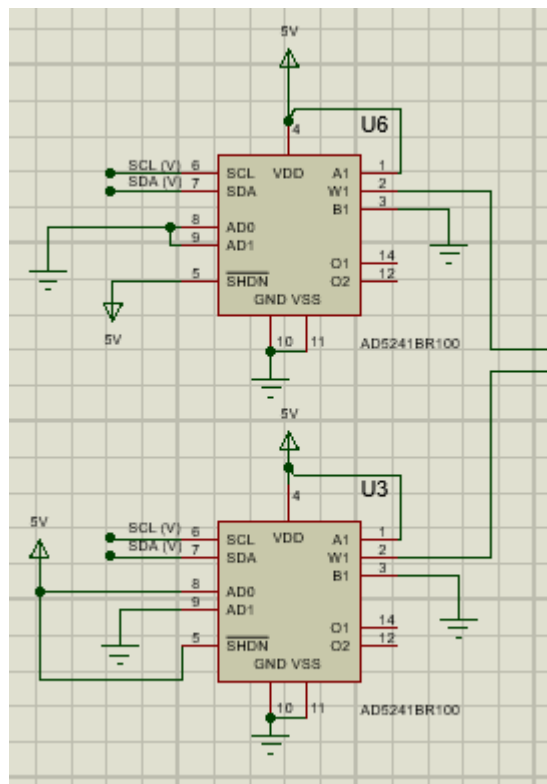 5V
4
U6
SCL (V) 6 SCL VDD A1 1
SDA (V) 7 SDA W1 2
B1 3
8 AD0
9 AD1
O1 14
5 SHDN O2 12
GND VSS
5V
10 11 AD5241BR100
5V
4
U3
5V
SCL (V) 6 SCL VDD A1 1
SDA (V) 7 SDA W1 2
8 AD0 B1 3
9 AD1
O1 14
5 SHDN O2 12
GND VSS
10 11 AD5241BR100